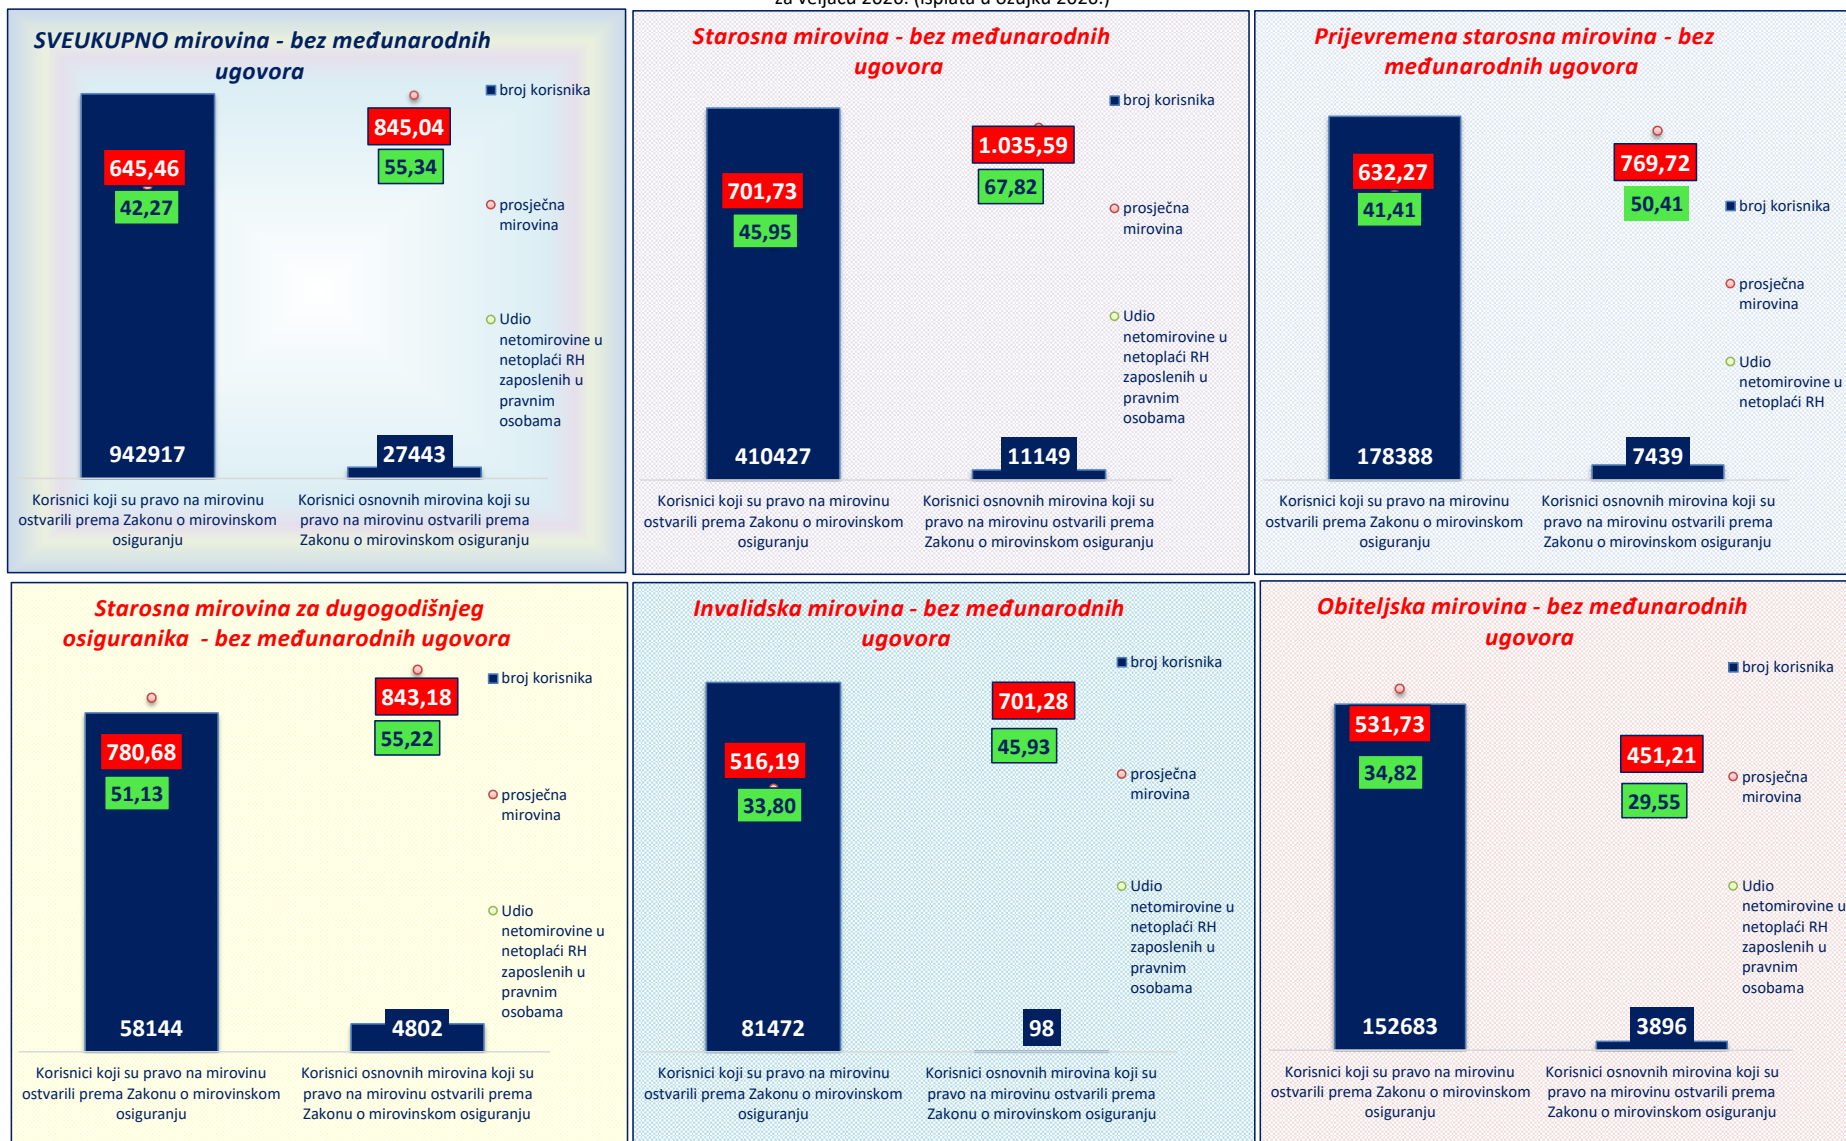 za veljaču 2026. (isplata u ožujku 2026.)
SVEUKUPNO mirovina - bez međunarodnih
ugovora
broj korisnika
845,04
55,34
645,46
42,27
prosječna
mirovina
Udio
netomirovine u
netoplaći RH
zaposlenih u
pravnim
osobama
942917
27443
Korisnici koji su pravo na mirovinu
ostvarili prema Zakonu o mirovinskom
osiguranju
Korisnici osnovnih mirovina koji su
pravo na mirovinu ostvarili prema
Zakonu o mirovinskom osiguranju
Starosna mirovina - bez međunarodnih
ugovora
broj korisnika
1.035,59
67,82
701,73
45,95
prosječna
mirovina
Udio
netomirovine u
netoplaći RH
zaposlenih u
pravnim
osobama
410427
11149
Korisnici koji su pravo na mirovinu
ostvarili prema Zakonu o mirovinskom
osiguranju
Korisnici osnovnih mirovina koji su
pravo na mirovinu ostvarili prema
Zakonu o mirovinskom osiguranju
Prijevremena starosna mirovina - bez
međunarodnih ugovora
632,27
41,41
769,72
50,41
broj korisnika
prosječna
mirovina
Udio
netomirovine u
netoplaći RH
178388
7439
Korisnici koji su pravo na mirovinu
ostvarili prema Zakonu o mirovinskom
osiguranju
Korisnici osnovnih mirovina koji su
pravo na mirovinu ostvarili prema
Zakonu o mirovinskom osiguranju
Starosna mirovina za dugogodišnjeg
osiguranika - bez međunarodnih ugovora
broj korisnika
843,18
55,22
780,68
51,13
prosječna
mirovina
Udio
netomirovine u
netoplaći RH
zaposlenih u
pravnim
osobama
58144
4802
Korisnici koji su pravo na mirovinu
ostvarili prema Zakonu o mirovinskom
osiguranju
Korisnici osnovnih mirovina koji su
pravo na mirovinu ostvarili prema
Zakonu o mirovinskom osiguranju
Invalidska mirovina - bez međunarodnih
ugovora
broj korisnika
701,28
45,93
516,19
33,80
prosječna
mirovina
Udio
netomirovine u
netoplaći RH
zaposlenih u
pravnim
osobama
81472
98
Korisnici koji su pravo na mirovinu
ostvarili prema Zakonu o mirovinskom
osiguranju
Korisnici osnovnih mirovina koji su
pravo na mirovinu ostvarili prema
Zakonu o mirovinskom osiguranju
Obiteljska mirovina - bez međunarodnih
ugovora
broj korisnika
531,73
34,82
451,21
29,55
prosječna
mirovina
Udio
netomirovine u
netoplaći RH
zaposlenih u
pravnim
osobama
152683
3896
Korisnici koji su pravo na mirovinu
ostvarili prema Zakonu o mirovinskom
osiguranju
Korisnici osnovnih mirovina koji su
pravo na mirovinu ostvarili prema
Zakonu o mirovinskom osiguranju